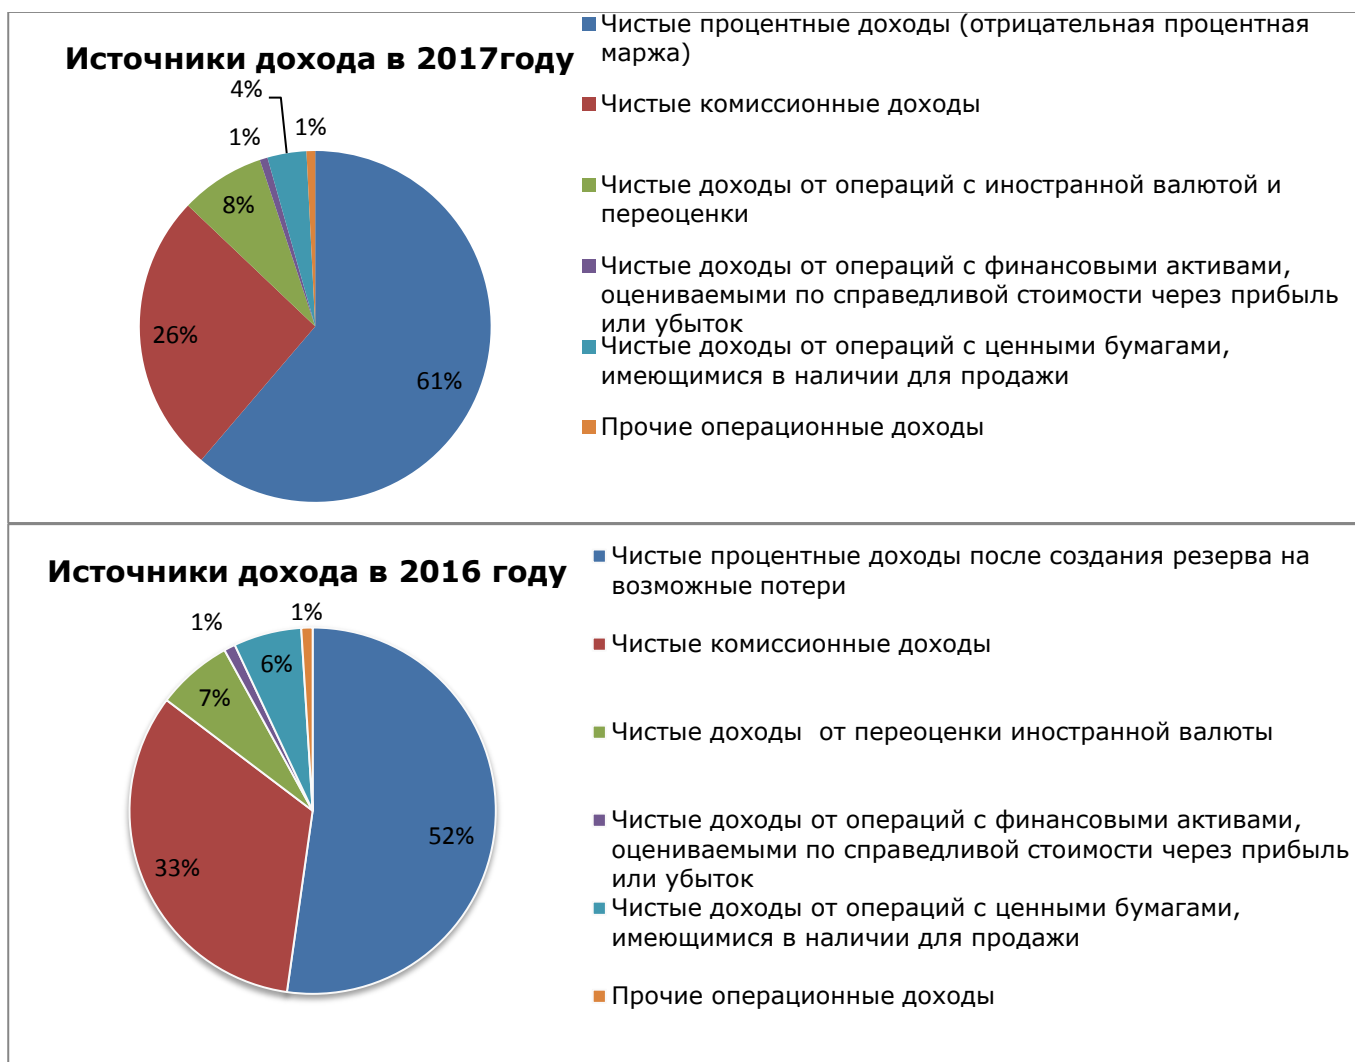 Источники дохода в 2017году
4%
1%
1%
8%
26%
61%
Чистые процентные доходы (отрицательная процентная
маржа)
Чистые комиссионные доходы
Чистые доходы от операций с иностранной валютой и
переоценки
Чистые доходы от операций с финансовыми активами,
оцениваемыми по справедливой стоимости через прибыль
или убыток
Чистые доходы от операций с ценными бумагами,
имеющимися в наличии для продажи
Прочие операционные доходы
Источники дохода в 2016 году
1%
1%
6%
7%
52%
33%
Чистые процентные доходы после создания резерва на
возможные потери
Чистые комиссионные доходы
Чистые доходы  от переоценки иностранной валюты
Чистые доходы от операций с финансовыми активами,
оцениваемыми по справедливой стоимости через прибыль
или убыток
Чистые доходы от операций с ценными бумагами,
имеющимися в наличии для продажи
Прочие операционные доходы